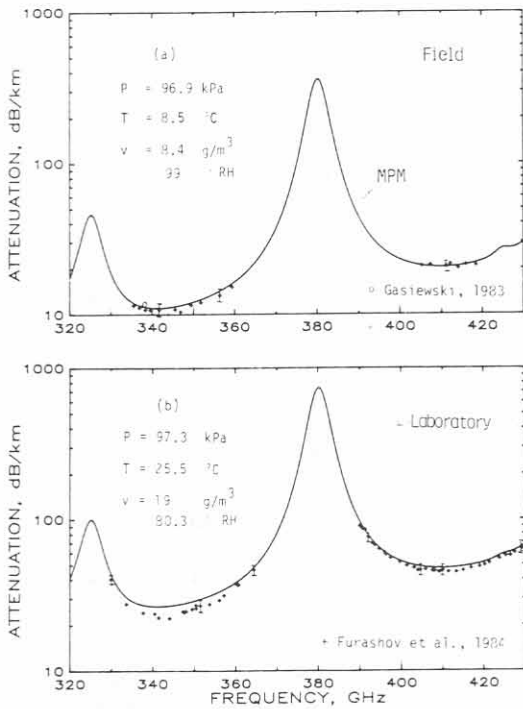 1000
(a)
Field
P = 96.9 kPa
T = 8.5 °C
v = 8.4 g/m³
99 RH
MPM
100
10
ATTENUATION, dB/km
○ Gasiewski, 1983
320 340 360 380 400 420
1000
(b)
Laboratory
P = 97.3 kPa
T = 25.5 °C
v = 19 g/m³
80.3 RH
100
10
ATTENUATION, dB/km
+ Furashov et al., 1984
320 340 360 380 400 420
FREQUENCY, GHz